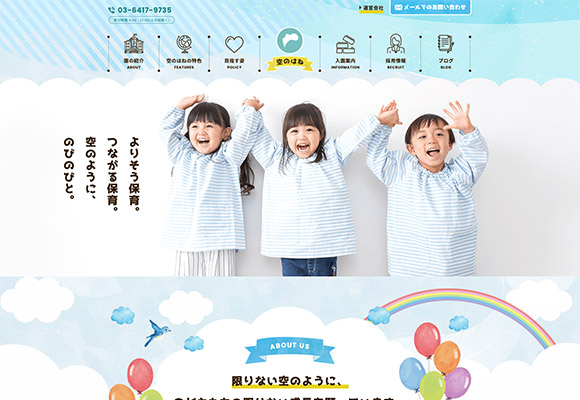 03-6417-9735
運営会社
メールでのお問い合わせ
園の紹介
ABOUT
空のはねの特色
FEATURES
目指す姿
POLICY
空のはね
入園案内
INFORMATION
採用情報
RECRUIT
ブログ
BLOG
よりそう保育。
つながる保育。
空のように、
のびのびと。
ABOUT US
限りない空のように、